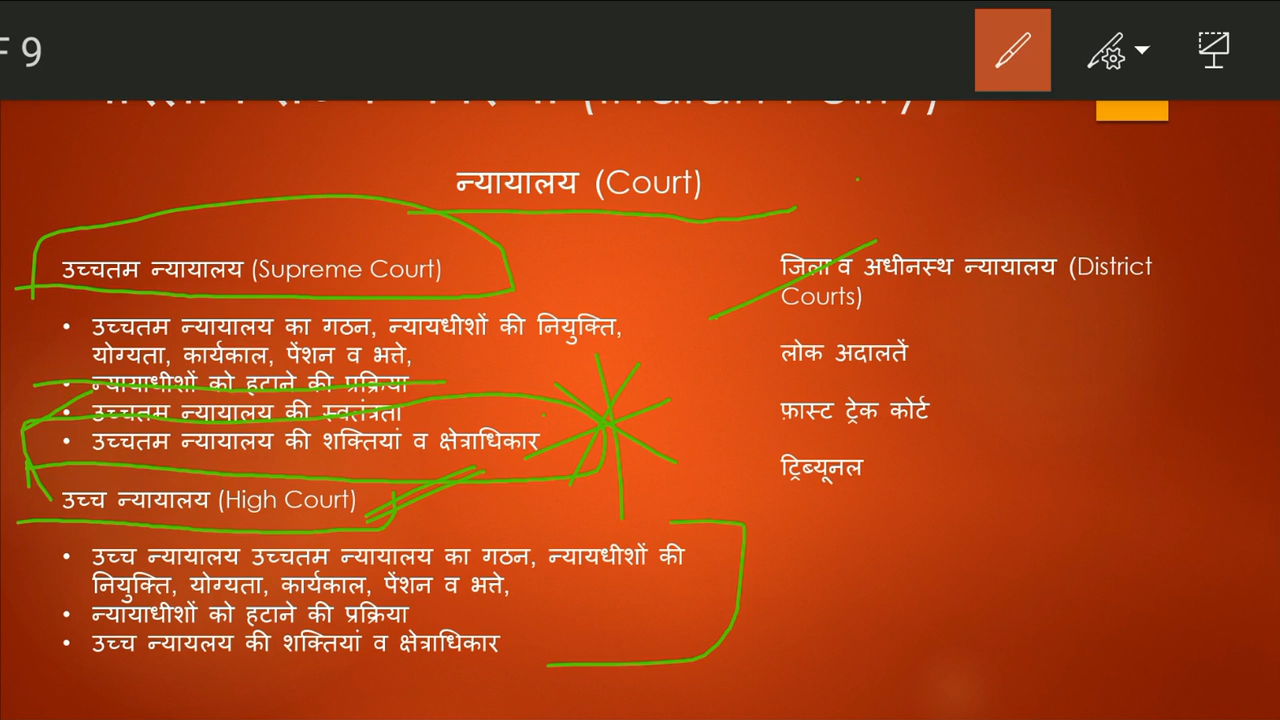 F 9
न्यायालय (Court)
उच्चतम न्यायालय (Supreme Court)
• उच्चतम न्यायालय का गठन, न्यायधीशों की नियुक्ति,
योग्यता, कार्यकाल, पेंशन व भत्ते,
• न्यायाधीशों को हटाने की प्रक्रिया
• उच्चतम न्यायालय की स्वतंत्रता
• उच्चतम न्यायालय की शक्तियां व क्षेत्राधिकार
उच्च न्यायालय (High Court)
• उच्च न्यायालय उच्चतम न्यायालय का गठन, न्यायधीशों की
नियुक्ति, योग्यता, कार्यकाल, पेंशन व भत्ते,
• न्यायाधीशों को हटाने की प्रक्रिया
• उच्च न्यायलय की शक्तियां व क्षेत्राधिकार
जिला व अधीनस्थ न्यायालय (District
Courts)
लोक अदालतें
फ़ास्ट ट्रेक कोर्ट
ट्रिब्यूनल